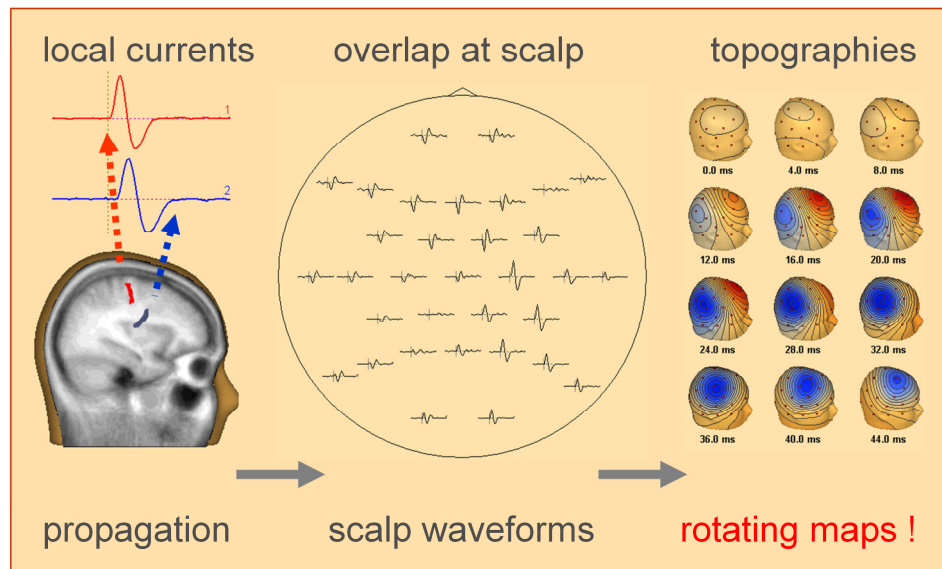 local currents
overlap at scalp
topographies
1
2
0.0 ms
4.0 ms
8.0 ms
12.0 ms
16.0 ms
20.0 ms
24.0 ms
28.0 ms
32.0 ms
36.0 ms
40.0 ms
44.0 ms
propagation
scalp waveforms
rotating maps !